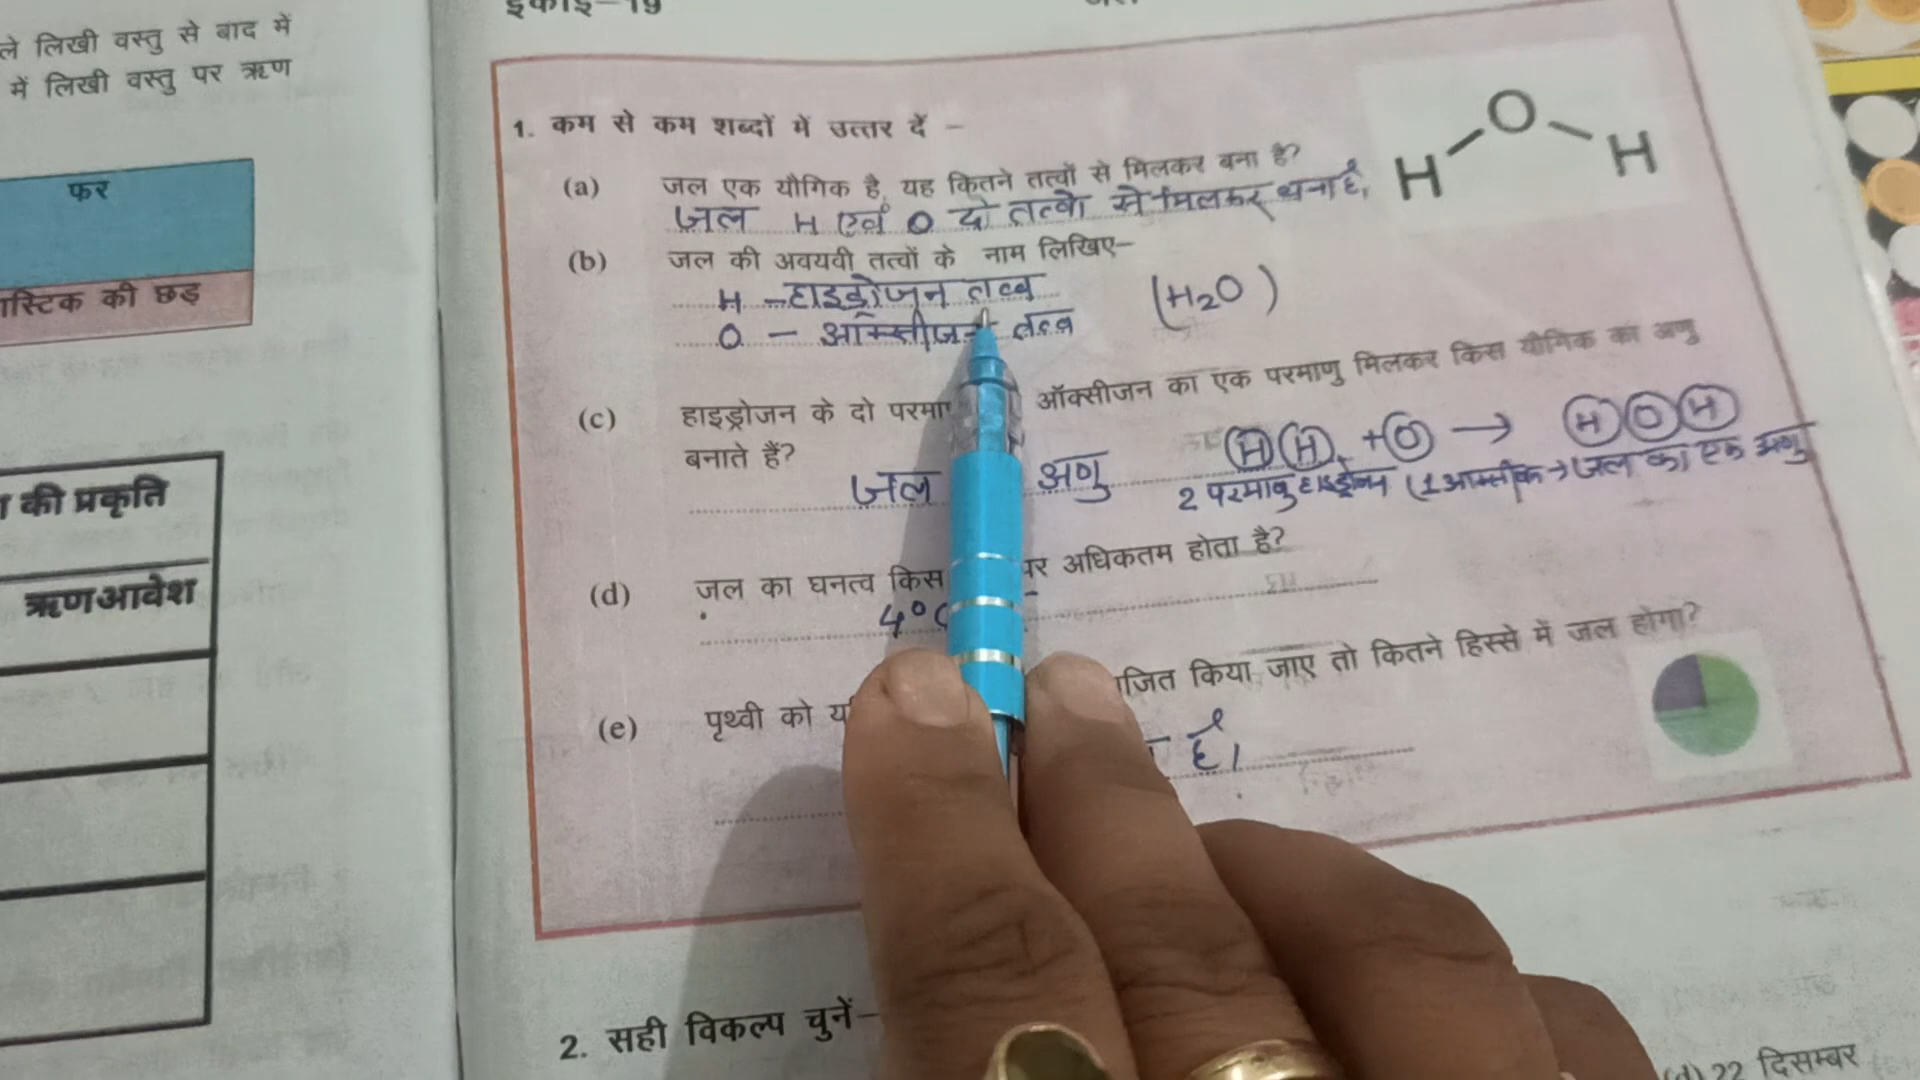 ले लिखी वस्तु से बाद में
में लिखी वस्तु पर ऋण
फर
ास्टिक की छड़
की प्रकृति
ऋणआवेश
इकाई-19
1. कम से कम शब्दों में उत्तर दें –
(a) जल एक यौगिक है, यह कितने तत्वों से मिलकर बना है?
जल H एवं O दो तत्वो से मिलकर बना है,
H O H
(b) जल की अवयवी तत्वों के नाम लिखिए–
H – हाइड्रोजन तत्व (H₂O)
O – ऑक्सीजन तत्व
(c) हाइड्रोजन के दो परमा ऑक्सीजन का एक परमाणु मिलकर किस यौगिक का अणु
बनाते हैं?
(H)(H) + (O) → (H)(O)(H)
जल अणु
2 परमाणु हाइड्रोजन → जल का एक अणु
(d) जल का घनत्व किस पर अधिकतम होता है?
4°C
(e) पृथ्वी को य जित किया जाए तो कितने हिस्से में जल होगा?
है।
2. सही विकल्प चुनें–
(d) 22 दिसम्बर